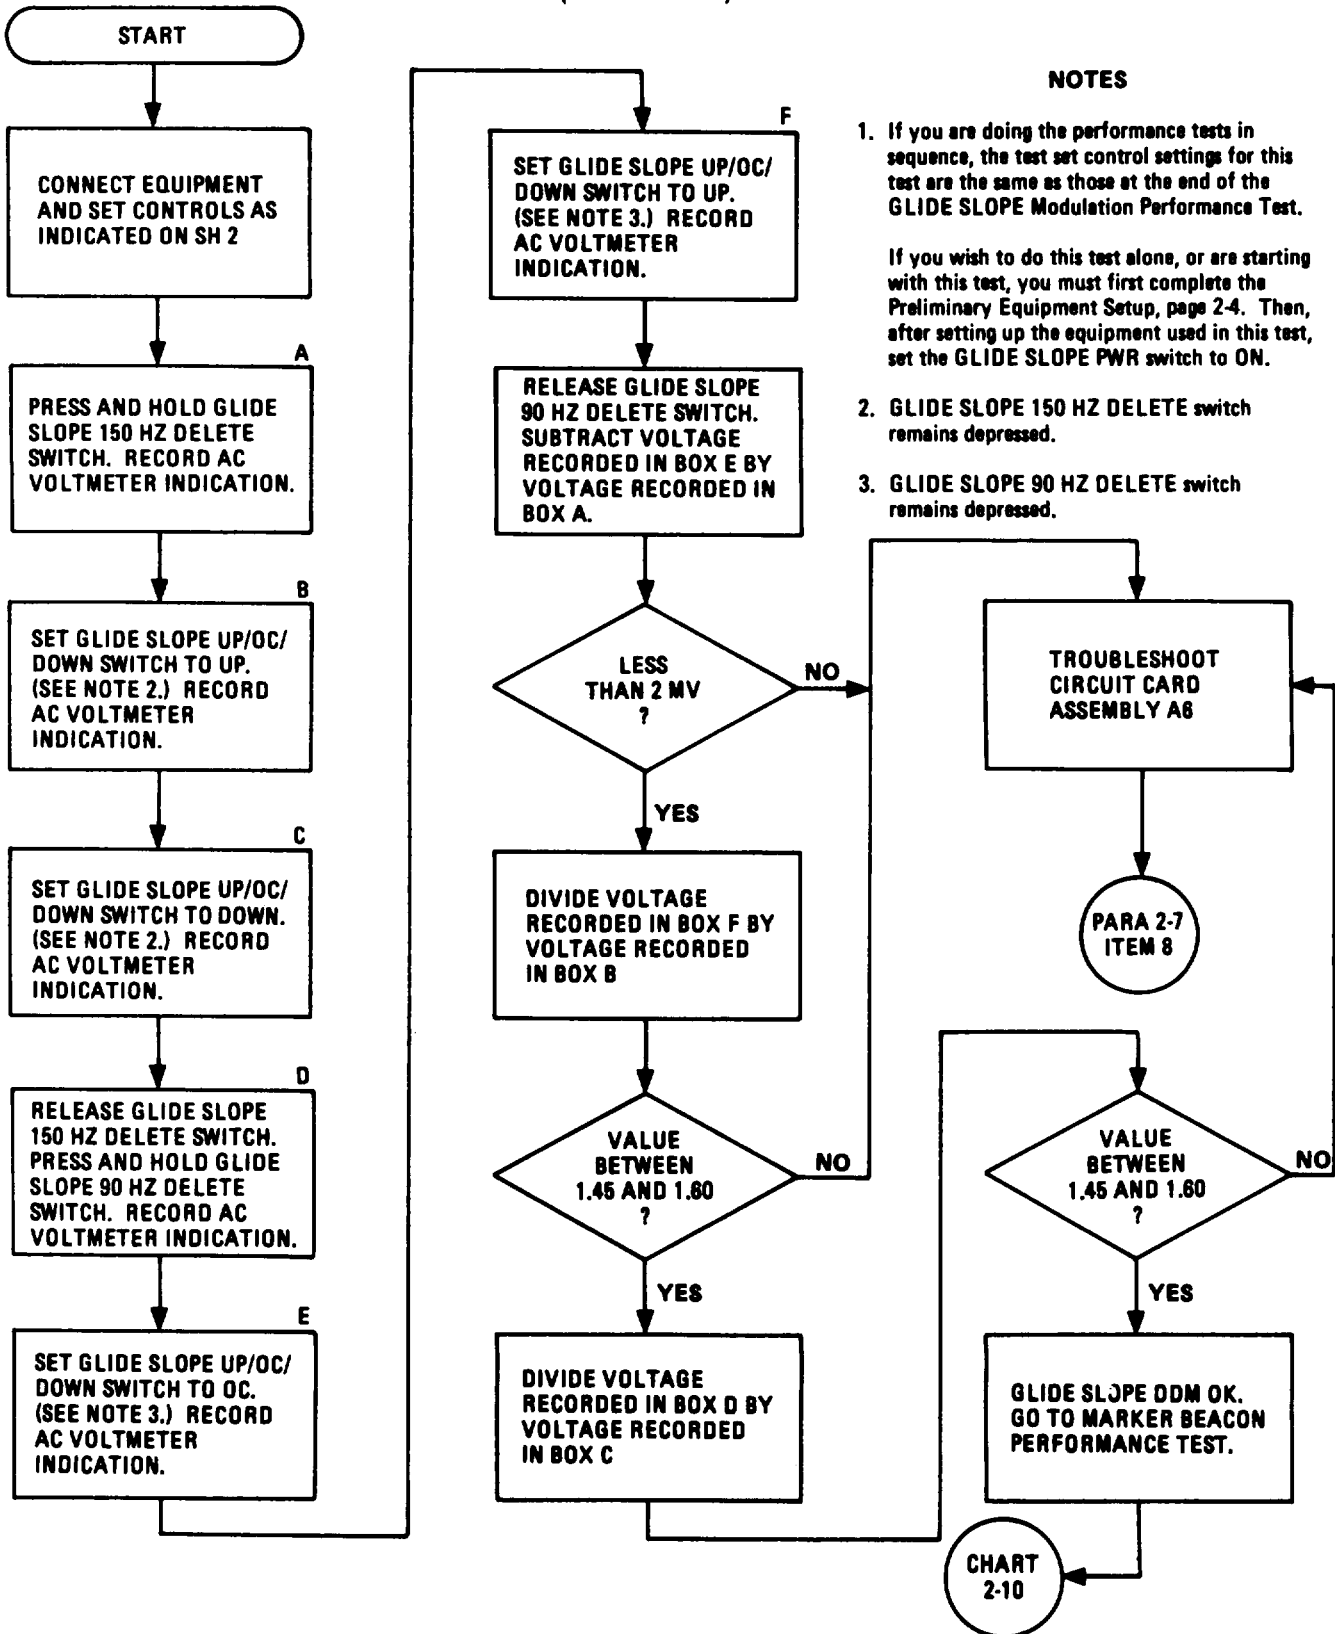 START
CONNECT EQUIPMENT
AND SET CONTROLS AS
INDICATED ON SH 2
A
PRESS AND HOLD GLIDE
SLOPE 150 HZ DELETE
SWITCH. RECORD AC
VOLTMETER INDICATION.
B
SET GLIDE SLOPE UP/OC/
DOWN SWITCH TO UP.
(SEE NOTE 2.) RECORD
AC VOLTMETER
INDICATION.
C
SET GLIDE SLOPE UP/OC/
DOWN SWITCH TO DOWN.
(SEE NOTE 2.) RECORD
AC VOLTMETER
INDICATION.
D
RELEASE GLIDE SLOPE
150 HZ DELETE SWITCH.
PRESS AND HOLD GLIDE
SLOPE 90 HZ DELETE
SWITCH. RECORD AC
VOLTMETER INDICATION.
E
SET GLIDE SLOPE UP/OC/
DOWN SWITCH TO OC.
(SEE NOTE 3.) RECORD
AC VOLTMETER
INDICATION.
F
SET GLIDE SLOPE UP/OC/
DOWN SWITCH TO UP.
(SEE NOTE 3.) RECORD
AC VOLTMETER
INDICATION.
RELEASE GLIDE SLOPE
90 HZ DELETE SWITCH.
SUBTRACT VOLTAGE
RECORDED IN BOX E BY
VOLTAGE RECORDED IN
BOX A.
LESS
THAN 2 MV
?
NO
YES
DIVIDE VOLTAGE
RECORDED IN BOX F BY
VOLTAGE RECORDED
IN BOX B
VALUE
BETWEEN
1.45 AND 1.60
?
NO
YES
DIVIDE VOLTAGE
RECORDED IN BOX D BY
VOLTAGE RECORDED
IN BOX C
NOTES
1. If you are doing the performance tests in
sequence, the test set control settings for this
test are the same as those at the end of the
GLIDE SLOPE Modulation Performance Test.
If you wish to do this test alone, or are starting
with this test, you must first complete the
Preliminary Equipment Setup, page 2-4. Then,
after setting up the equipment used in this test,
set the GLIDE SLOPE PWR switch to ON.
2. GLIDE SLOPE 150 HZ DELETE switch
remains depressed.
3. GLIDE SLOPE 90 HZ DELETE switch
remains depressed.
TROUBLESHOOT
CIRCUIT CARD
ASSEMBLY A6
PARA 2-7
ITEM 8
VALUE
BETWEEN
1.45 AND 1.60
?
NO
YES
GLIDE SLOPE DDM OK.
GO TO MARKER BEACON
PERFORMANCE TEST.
CHART
2-10